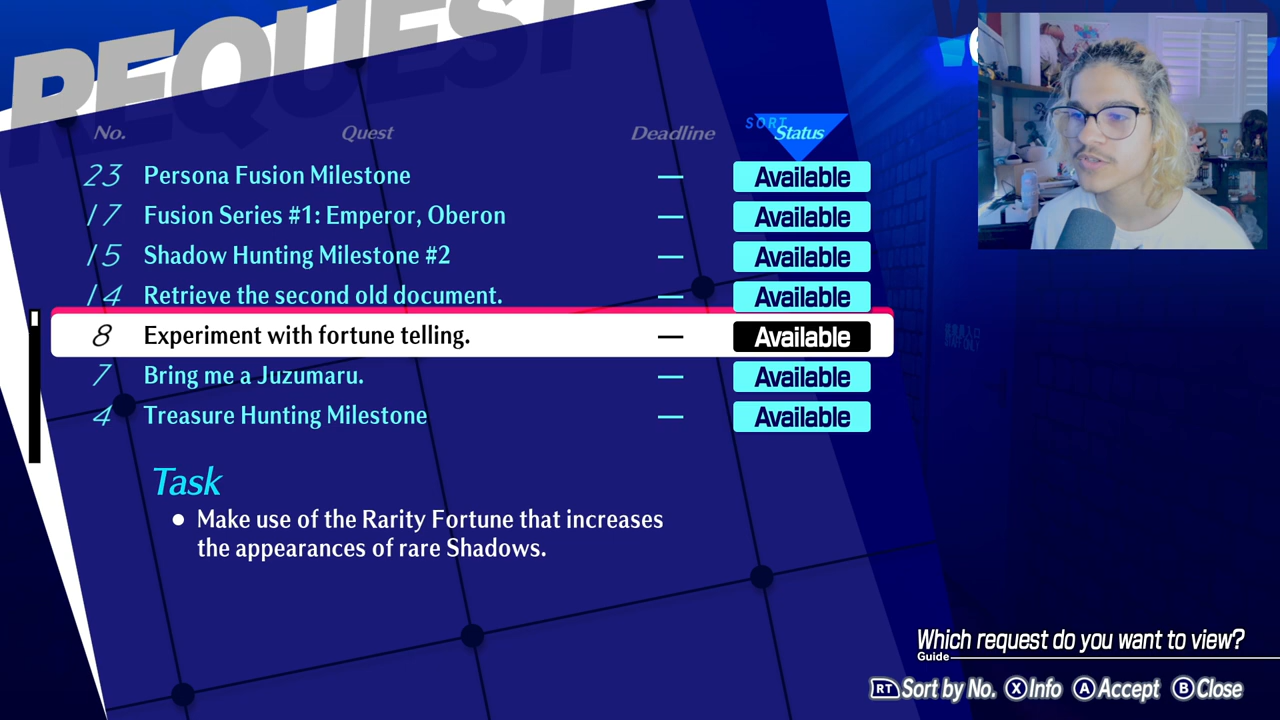 REQUEST
No. Quest Deadline SORT Status
23 Persona Fusion Milestone — Available
17 Fusion Series #1: Emperor, Oberon — Available
15 Shadow Hunting Milestone #2 — Available
14 Retrieve the second old document. — Available
8 Experiment with fortune telling. — Available
7 Bring me a Juzumaru. — Available
4 Treasure Hunting Milestone — Available
Task
• Make use of the Rarity Fortune that increases
the appearances of rare Shadows.
Which request do you want to view?
Guide
RT Sort by No. X Info A Accept B Close